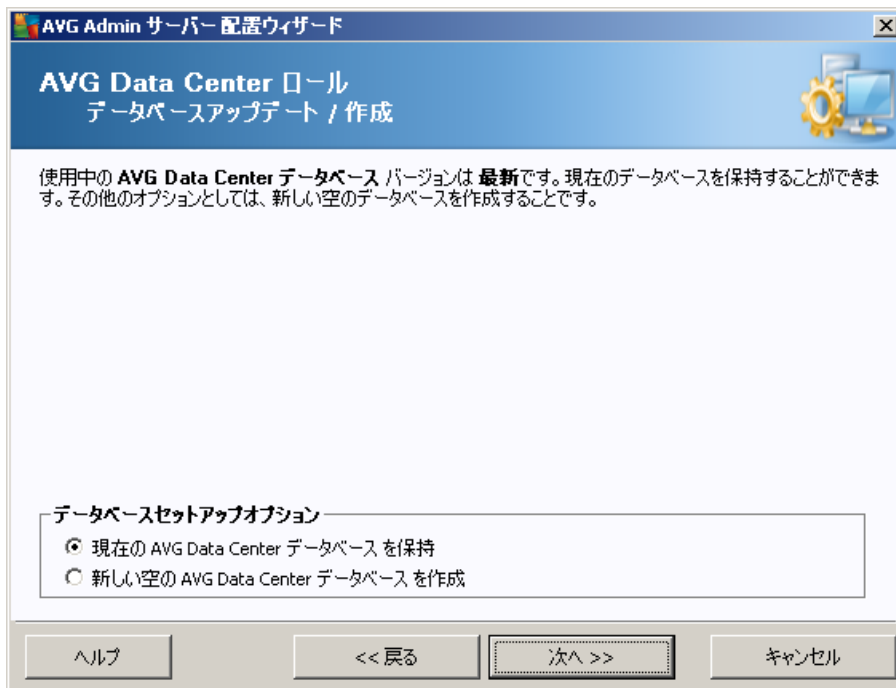 AVG Admin サーバー 配置ウィザード
AVG Data Center ロール
データベースアップデート / 作成
使用中の AVG Data Center データベース バージョンは 最新です。現在のデータベースを保持することができま
す。その他のオプションとしては、新しい空のデータベースを作成することです。
データベースセットアップオプション
現在の AVG Data Center データベース を保持
新しい空の AVG Data Center データベース を作成
ヘルプ
<< 戻る
次へ >>
キャンセル